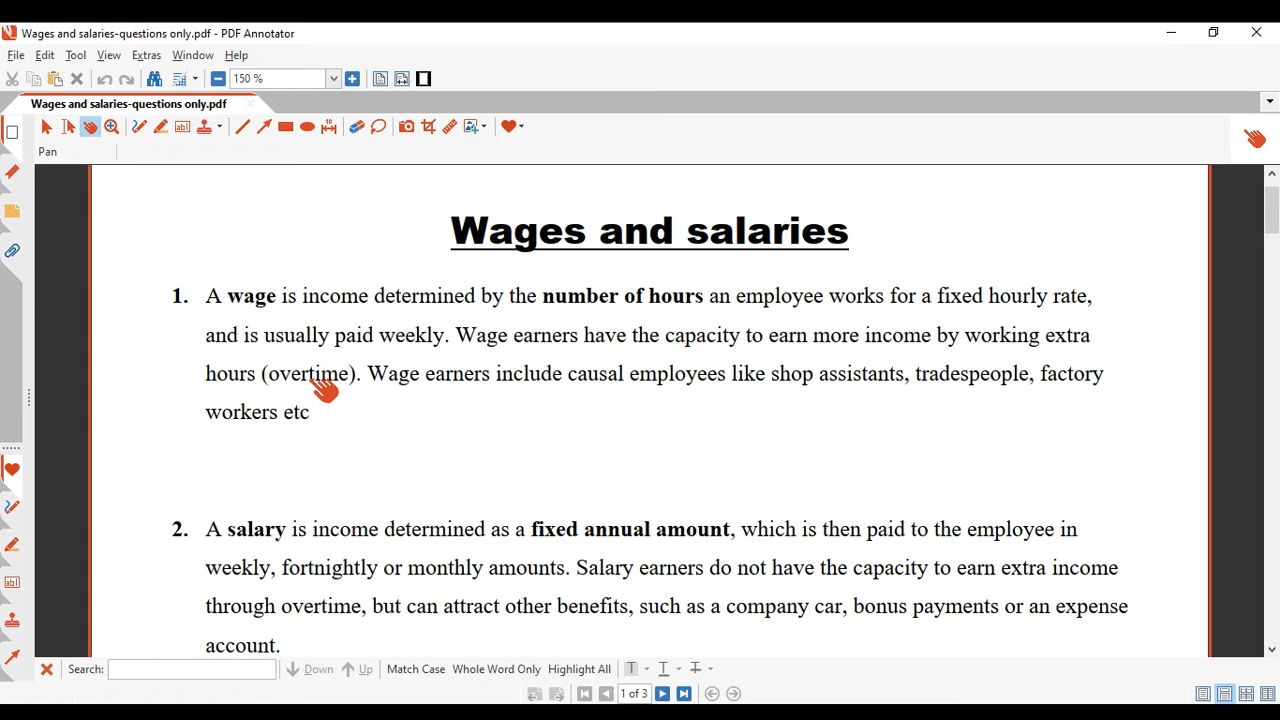 Wages and salaries-questions only.pdf - PDF Annotator
File Edit Tool View Extras Window Help
150 %
Wages and salaries-questions only.pdf
Pan
Wages and salaries
1. A wage is income determined by the number of hours an employee works for a fixed hourly rate,
and is usually paid weekly. Wage earners have the capacity to earn more income by working extra
hours (overtime). Wage earners include causal employees like shop assistants, tradespeople, factory
workers etc
2. A salary is income determined as a fixed annual amount, which is then paid to the employee in
weekly, fortnightly or monthly amounts. Salary earners do not have the capacity to earn extra income
through overtime, but can attract other benefits, such as a company car, bonus payments or an expense
account.
Search: Down Up Match Case Whole Word Only Highlight All
1 of 3